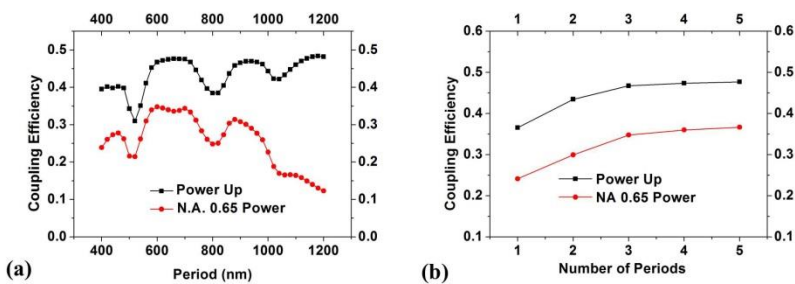 400 600 800 1000 1200
0.5 0.5
0.4 0.4
0.3 0.3
0.2 0.2
0.1 0.1
0.0 0.0
Coupling Efficiency
Power Up
N.A. 0.65 Power
400 600 800 1000 1200
Period (nm)
(a)
1 2 3 4 5
0.6 0.6
0.5 0.5
0.4 0.4
0.3 0.3
0.2 0.2
0.1 0.1
Coupling Efficiency
Power Up
NA 0.65 Power
1 2 3 4 5
Number of Periods
(b)